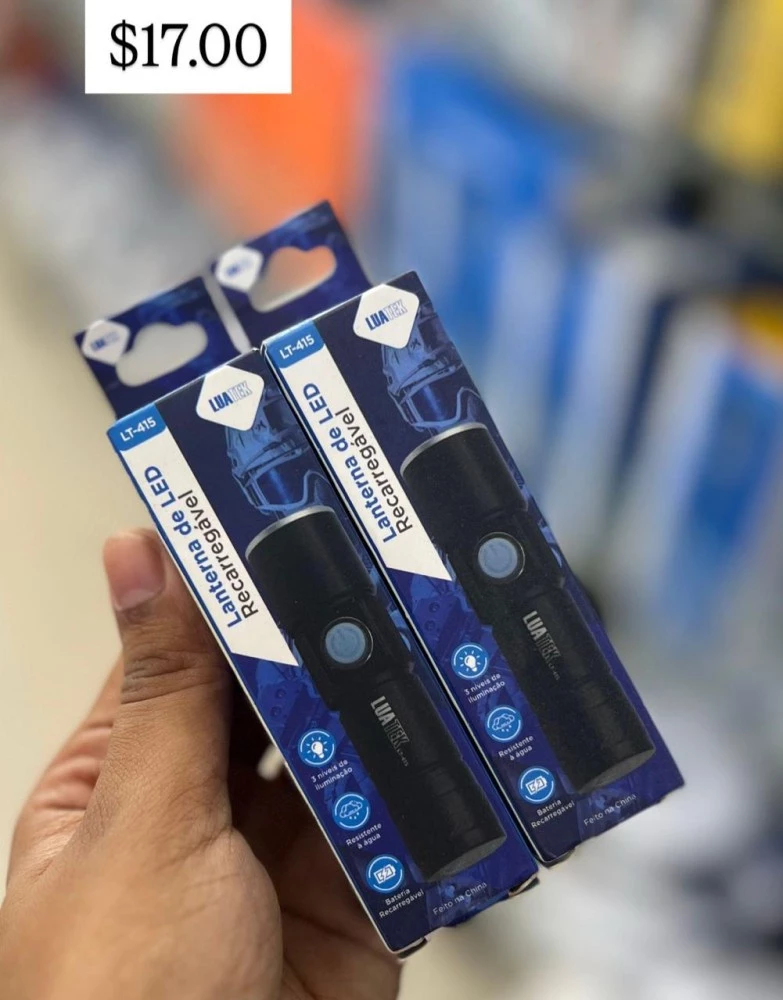 $17.00
LUATEK
LT-415
Lanterna de LED
Recarregável
LUATEK
3 níveis de
iluminação
Resistente
à água
Bateria
Recarregável
Feito na China
LUATEK
LT-415
Lanterna de LED
Recarregável
LUATEK
3 níveis de
iluminação
Resistente
à água
Bateria
Recarregável
Feito na China